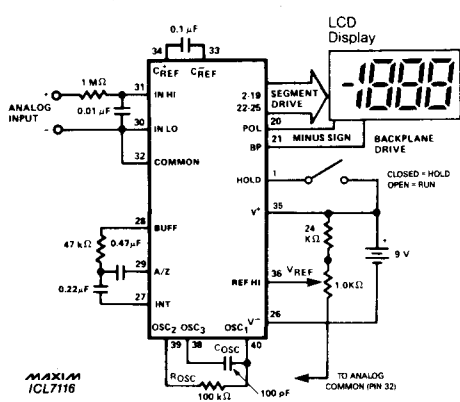 LCD
Display
0.1 µF
34
33
C⁺REF
C⁻REF
1 MΩ
31
IN HI
ANALOG
INPUT
+
-
0.01 µF
30
IN LO
32
COMMON
2-19
22-25
SEGMENT
DRIVE
-1888
20
POL
MINUS SIGN
BACKPLANE
DRIVE
21
BP
HOLD
1
CLOSED = HOLD
OPEN = RUN
V⁺
35
24
KΩ
+
9 V
28
BUFF
47 kΩ
0.47µF
29
A/Z
0.22µF
27
INT
REF HI
36
VREF
1.0KΩ
V⁻
26
OSC2
OSC3
OSC1
39
38
40
COSC
ROSC
100 kΩ
100 pF
TO ANALOG
COMMON (PIN 32)
MAXIM
ICL7116